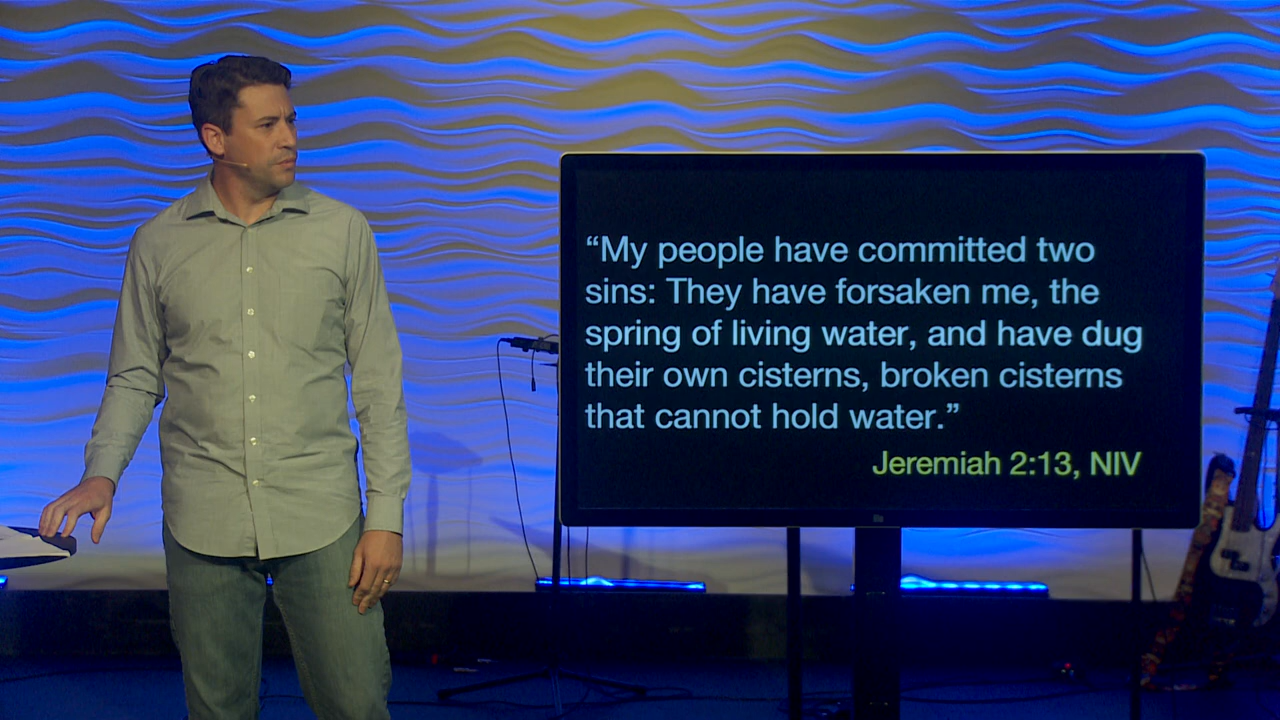 “My people have committed two
sins: They have forsaken me, the
spring of living water, and have dug
their own cisterns, broken cisterns
that cannot hold water.”
Jeremiah 2:13, NIV